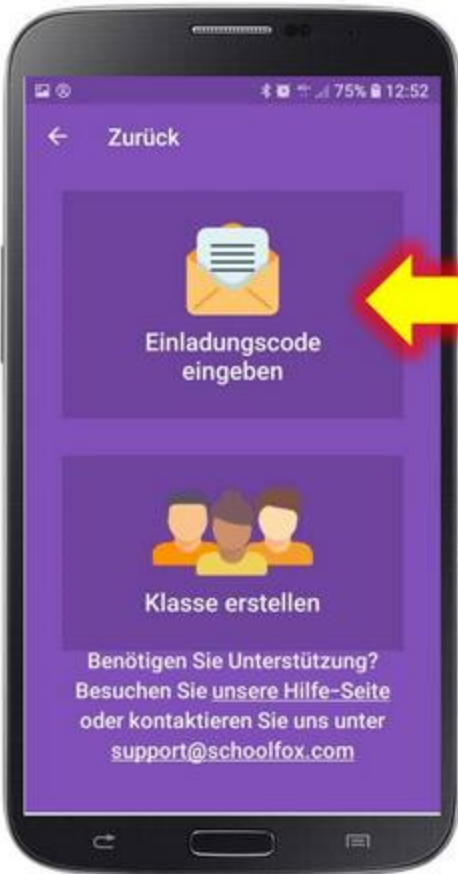 75% 12:52
Zurück
Einladungscode
eingeben
Klasse erstellen
Benötigen Sie Unterstützung?
Besuchen Sie unsere Hilfe-Seite
oder kontaktieren Sie uns unter
support@schoolfox.com